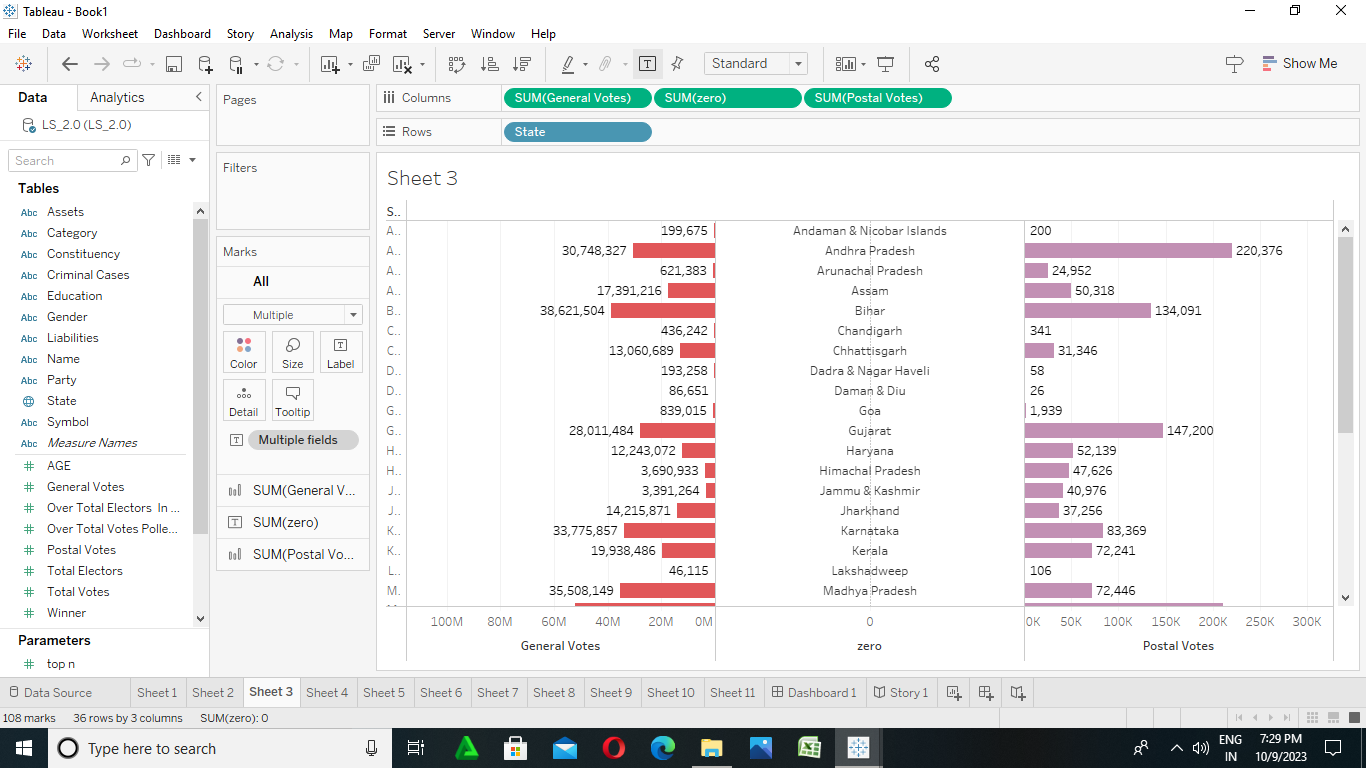 Tableau - Book1
File Data Worksheet Dashboard Story Analysis Map Format Server Window Help
Standard Show Me
Data Analytics
LS_2.0 (LS_2.0)
Search
Tables
Abc Assets
Abc Category
Abc Constituency
Abc Criminal Cases
Abc Education
Abc Gender
Abc Liabilities
Abc Name
Abc Party
State
Abc Symbol
Abc Measure Names
AGE
General Votes
Over Total Electors In ...
Over Total Votes Polle...
Postal Votes
Total Electors
Total Votes
Winner
Parameters
top n
Pages
Filters
Marks
All
Multiple
Color Size Label
Detail Tooltip
Multiple fields
SUM(General V...
SUM(zero)
SUM(Postal Vo...
Columns SUM(General Votes) SUM(zero) SUM(Postal Votes)
Rows State
Sheet 3
S..
A.. 199,675 Andaman & Nicobar Islands 200
A.. 30,748,327 Andhra Pradesh 220,376
A.. 621,383 Arunachal Pradesh 24,952
A.. 17,391,216 Assam 50,318
B.. 38,621,504 Bihar 134,091
C.. 436,242 Chandigarh 341
C.. 13,060,689 Chhattisgarh 31,346
D.. 193,258 Dadra & Nagar Haveli 58
D.. 86,651 Daman & Diu 26
G.. 839,015 Goa 1,939
G.. 28,011,484 Gujarat 147,200
H.. 12,243,072 Haryana 52,139
H.. 3,690,933 Himachal Pradesh 47,626
J.. 3,391,264 Jammu & Kashmir 40,976
J.. 14,215,871 Jharkhand 37,256
K.. 33,775,857 Karnataka 83,369
K.. 19,938,486 Kerala 72,241
L.. 46,115 Lakshadweep 106
M.. 35,508,149 Madhya Pradesh 72,446
100M 80M 60M 40M 20M 0M 0 0K 50K 100K 150K 200K 250K 300K
General Votes zero Postal Votes
Data Source Sheet 1 Sheet 2 Sheet 3 Sheet 4 Sheet 5 Sheet 6 Sheet 7 Sheet 8 Sheet 9 Sheet 10 Sheet 11 Dashboard 1 Story 1
108 marks 36 rows by 3 columns SUM(zero): 0
Type here to search
ENG
IN
7:29 PM
10/9/2023